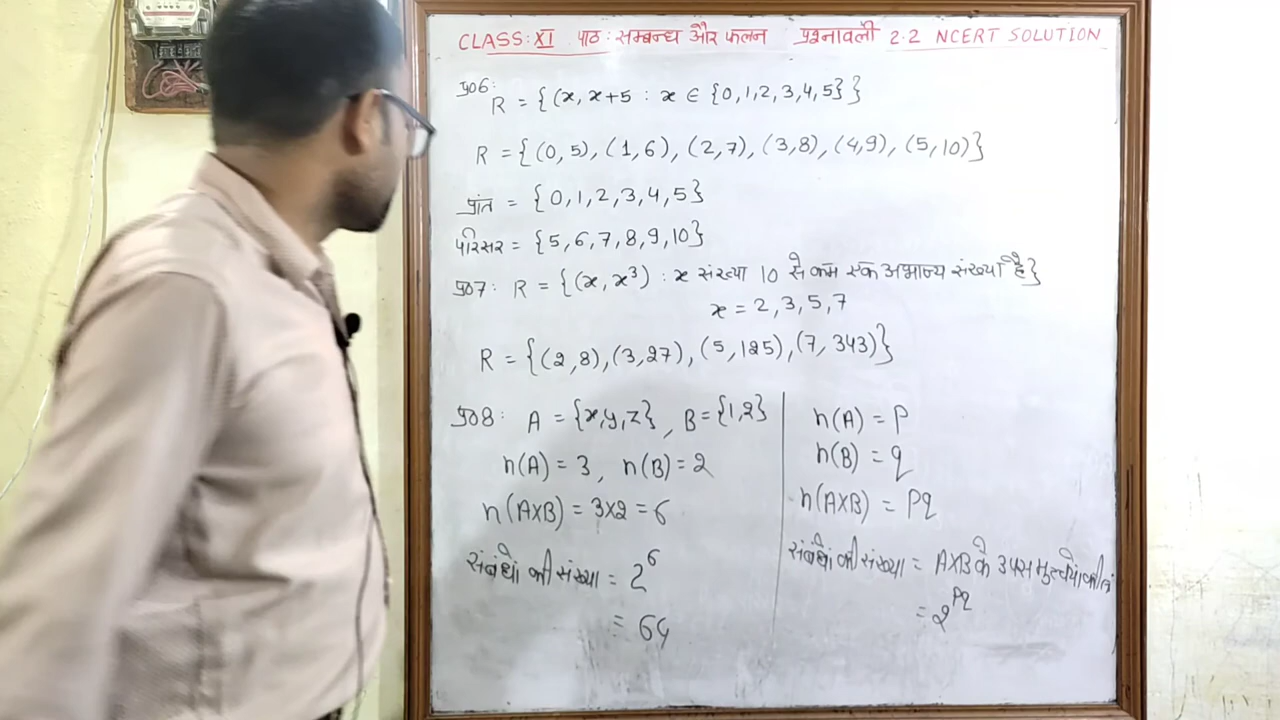 CLASS: XI पाठ: सम्बन्ध और फलन प्रश्नावली 2.2 NCERT SOLUTION
प्र06:
R = {(x, x+5 : x ∈ {0,1,2,3,4,5}}
R = {(0,5), (1,6), (2,7), (3,8), (4,9), (5,10)}
प्रांत = {0,1,2,3,4,5}
परिसर = {5,6,7,8,9,10}
प्र07: R = {(x, x³) : x संख्या 10 से कम एक अभाज्य संख्या है}
x = 2,3,5,7
R = {(2,8), (3,27), (5,125), (7,343)}
प्र08: A = {x,y,z}, B = {1,2}
n(A) = 3, n(B) = 2
n(A×B) = 3×2 = 6
संबंधो की संख्या = 2⁶
= 64
n(A) = p
n(B) = q
n(A×B) = pq
संबंधो की संख्या = A×B के उपसमुच्चयो की सं
= 2^pq